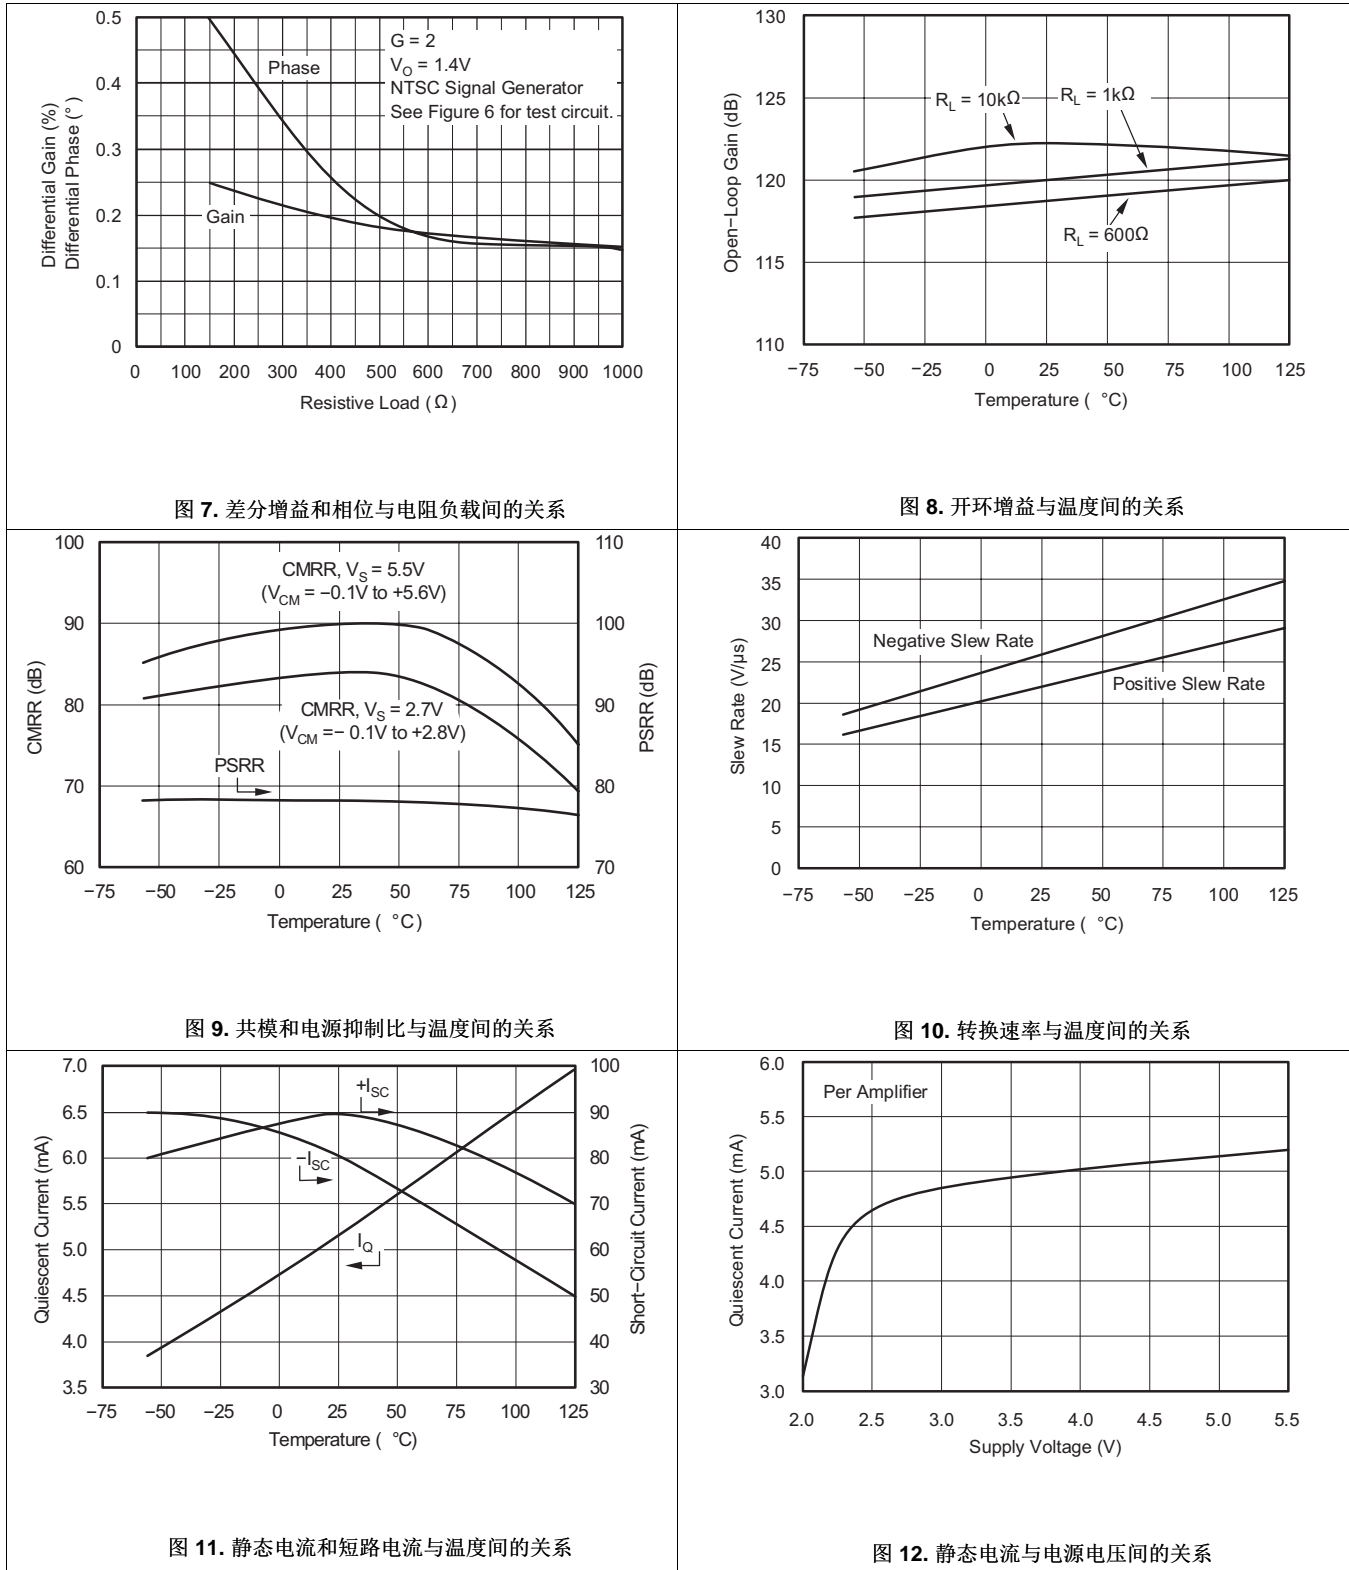 0.5
0.4
0.3
0.2
0.1
0
Differential Gain (%)
Differential Phase (°)
G = 2
VO = 1.4V
NTSC Signal Generator
See Figure 6 for test circuit.
Phase
Gain
0 100 200 300 400 500 600 700 800 900 1000
Resistive Load (Ω)
图 7. 差分增益和相位与电阻负载间的关系
130
125
120
115
110
Open−Loop Gain (dB)
RL = 10kΩ
RL = 1kΩ
RL = 600Ω
−75 −50 −25 0 25 50 75 100 125
Temperature ( °C)
图 8. 开环增益与温度间的关系
100
90
80
70
60
CMRR (dB)
CMRR, VS = 5.5V
(VCM = −0.1V to +5.6V)
CMRR, VS = 2.7V
(VCM =− 0.1V to +2.8V)
PSRR
110
100
90
80
70
PSRR (dB)
−75 −50 −25 0 25 50 75 100 125
Temperature ( °C)
图 9. 共模和电源抑制比与温度间的关系
40
35
30
25
20
15
10
5
0
Slew Rate (V/μs)
Negative Slew Rate
Positive Slew Rate
−75 −50 −25 0 25 50 75 100 125
Temperature ( °C)
图 10. 转换速率与温度间的关系
7.0
6.5
6.0
5.5
5.0
4.5
4.0
3.5
Quiescent Current (mA)
+ISC
−ISC
IQ
100
90
80
70
60
50
40
30
Short−Circuit Current (mA)
−75 −50 −25 0 25 50 75 100 125
Temperature ( °C)
图 11. 静态电流和短路电流与温度间的关系
6.0
5.5
5.0
4.5
4.0
3.5
3.0
Quiescent Current (mA)
Per Amplifier
2.0 2.5 3.0 3.5 4.0 4.5 5.0 5.5
Supply Voltage (V)
图 12. 静态电流与电源电压间的关系